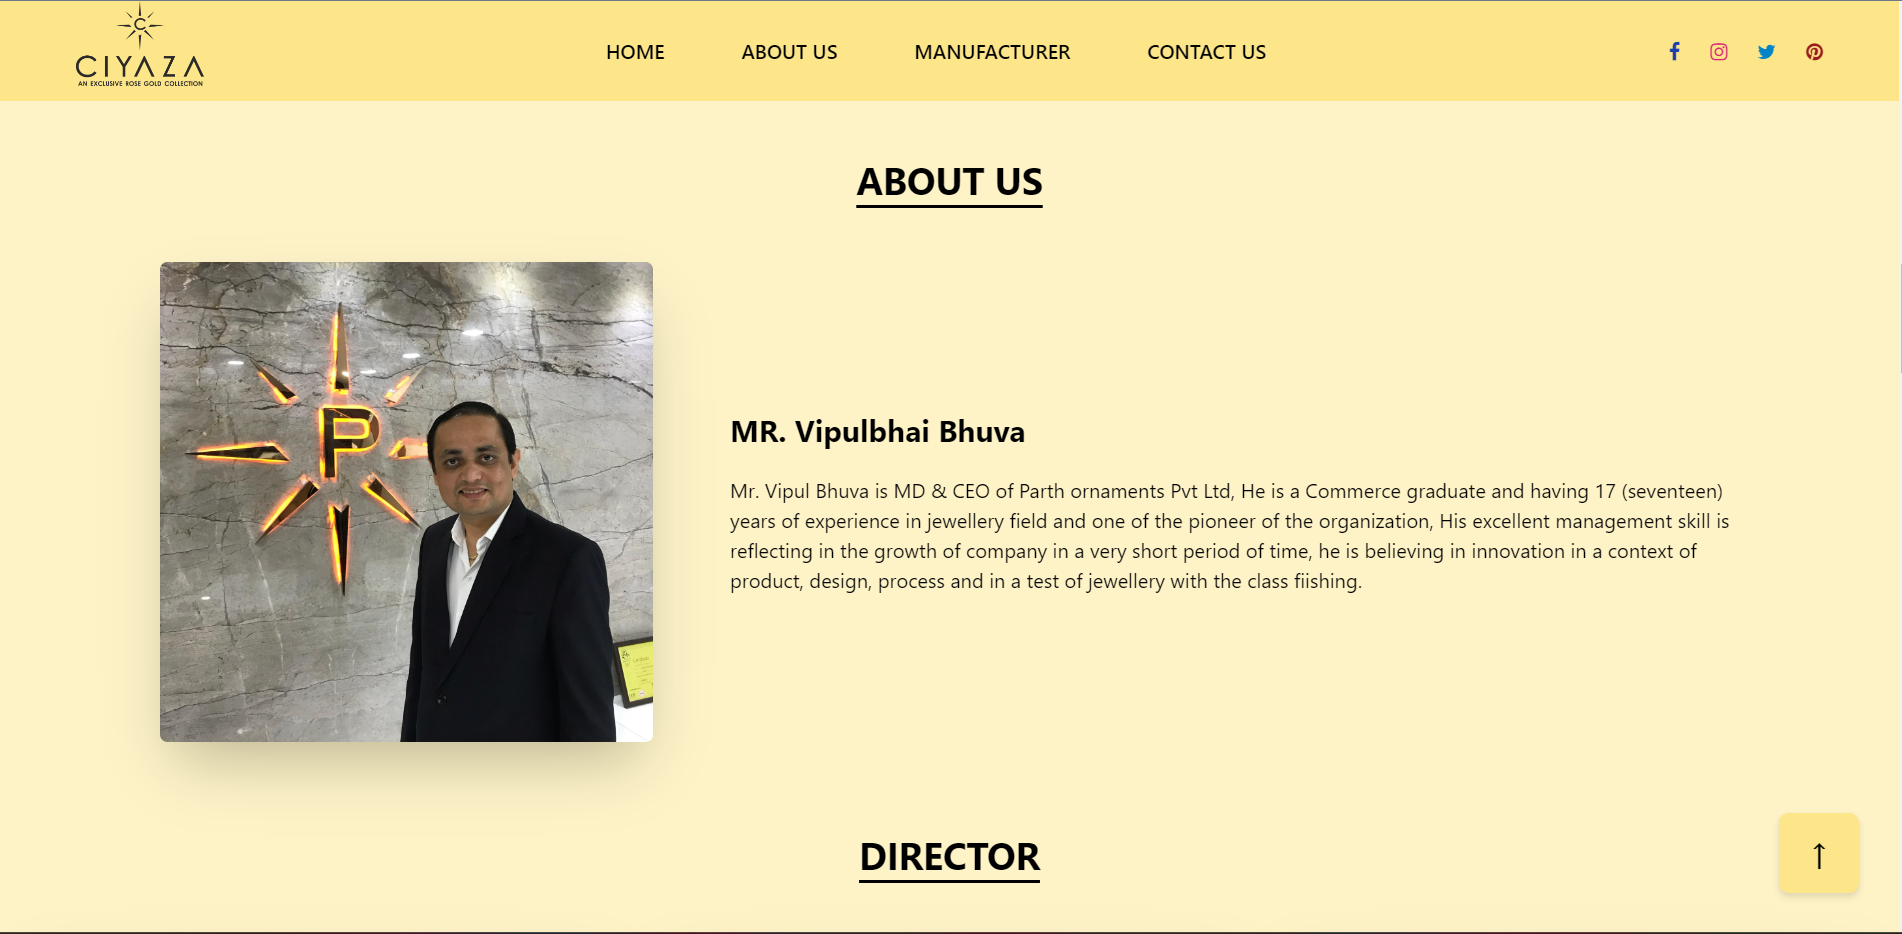 C
CIYAZA
AN EXCLUSIVE ROSE GOLD COLLECTION
HOME
ABOUT US
MANUFACTURER
CONTACT US
ABOUT US
P
MR. Vipulbhai Bhuva
Mr. Vipul Bhuva is MD & CEO of Parth ornaments Pvt Ltd, He is a Commerce graduate and having 17 (seventeen)
years of experience in jewellery field and one of the pioneer of the organization, His excellent management skill is
reflecting in the growth of company in a very short period of time, he is believing in innovation in a context of
product, design, process and in a test of jewellery with the class fiishing.
DIRECTOR